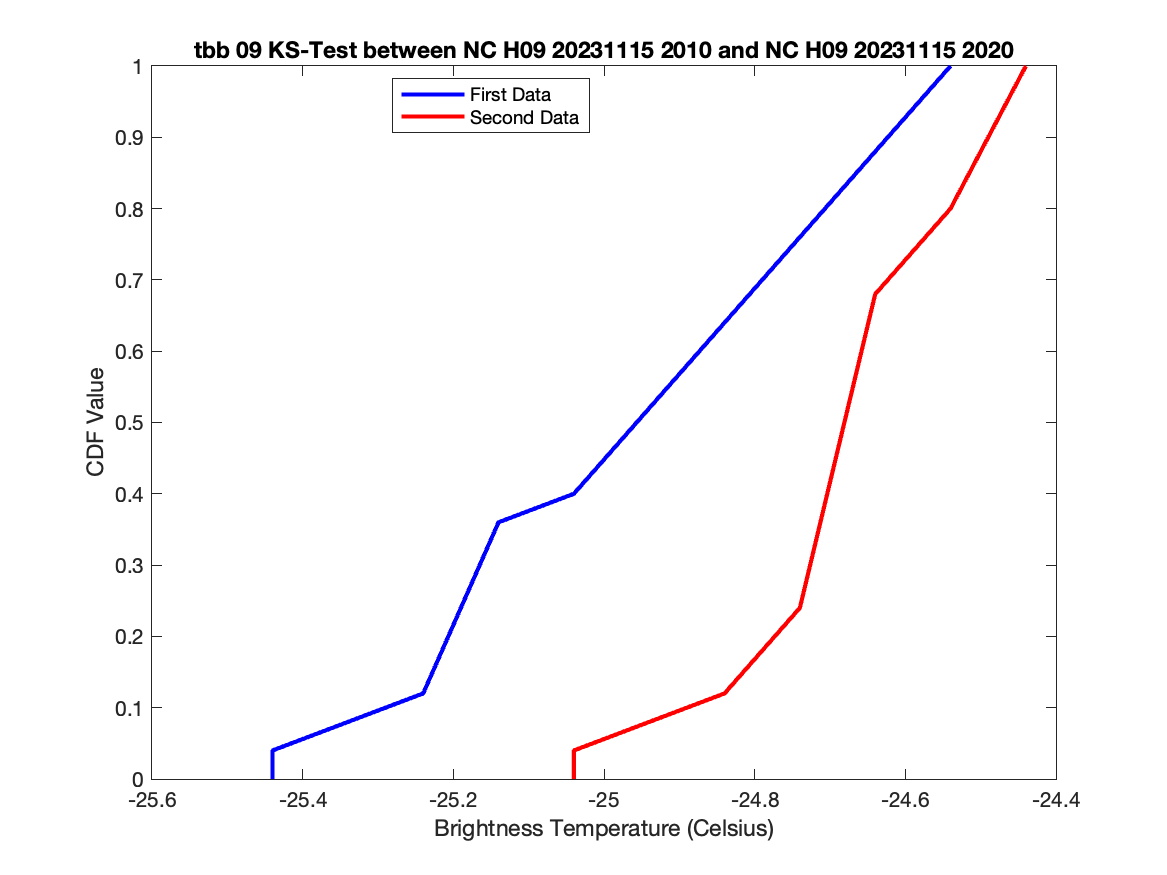 tbb 09 KS-Test between NC H09 20231115 2010 and NC H09 20231115 2020
First Data
Second Data
1
0.9
0.8
0.7
0.6
0.5
0.4
0.3
0.2
0.1
0
CDF Value
-25.6 -25.4 -25.2 -25 -24.8 -24.6 -24.4
Brightness Temperature (Celsius)